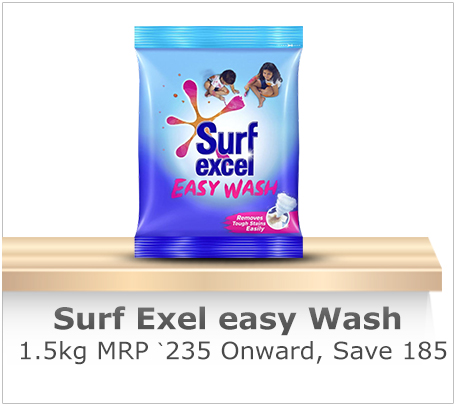 Surf
excel
EASY WASH
Removes
Tough Stains
Easily
Surf Exel easy Wash
1.5kg MRP `235 Onward, Save 185